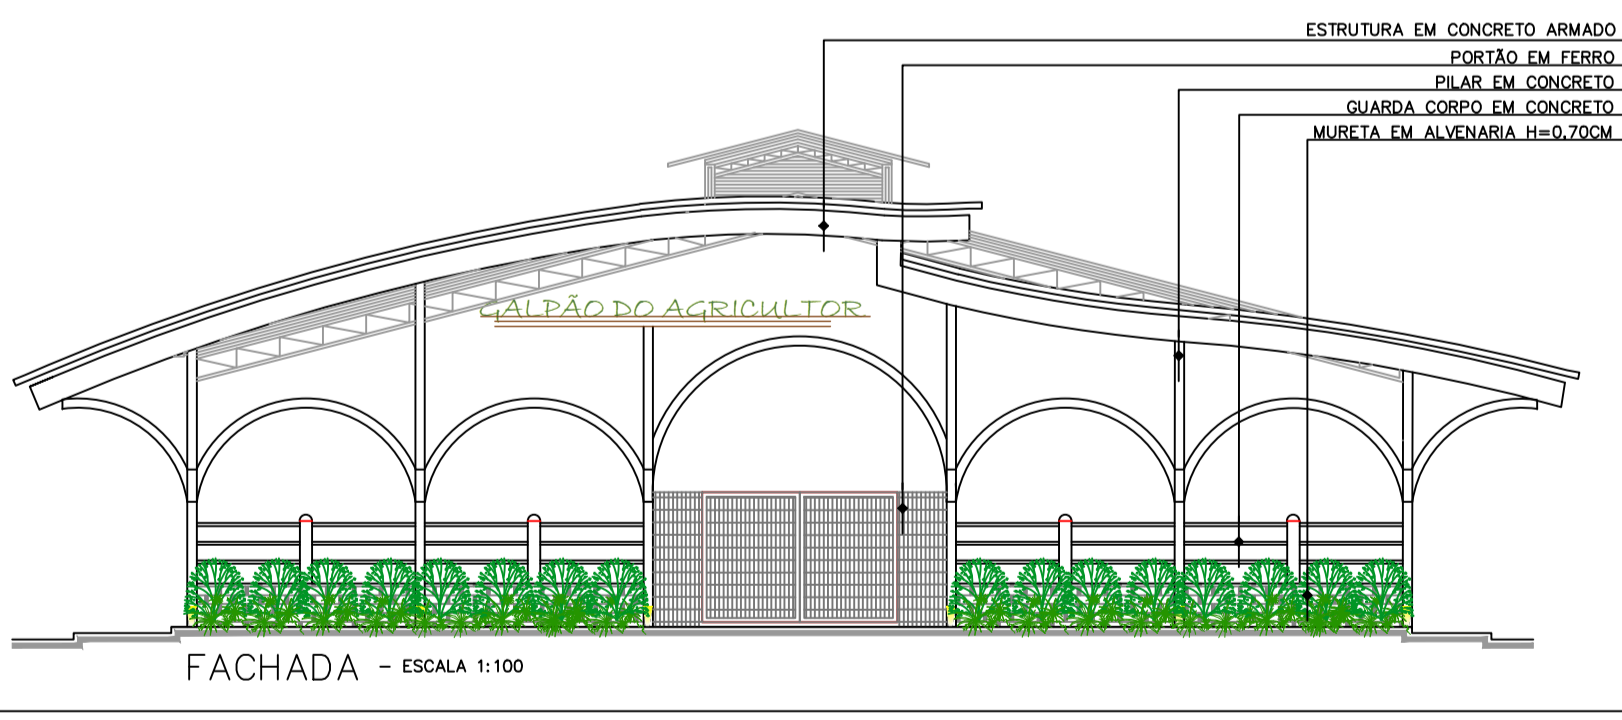 ESTRUTURA EM CONCRETO ARMADO
PORTÃO EM FERRO
PILAR EM CONCRETO
GUARDA CORPO EM CONCRETO
MURETA EM ALVENARIA H=0,70CM
GALPÃO DO AGRICULTOR
FACHADA - ESCALA 1:100